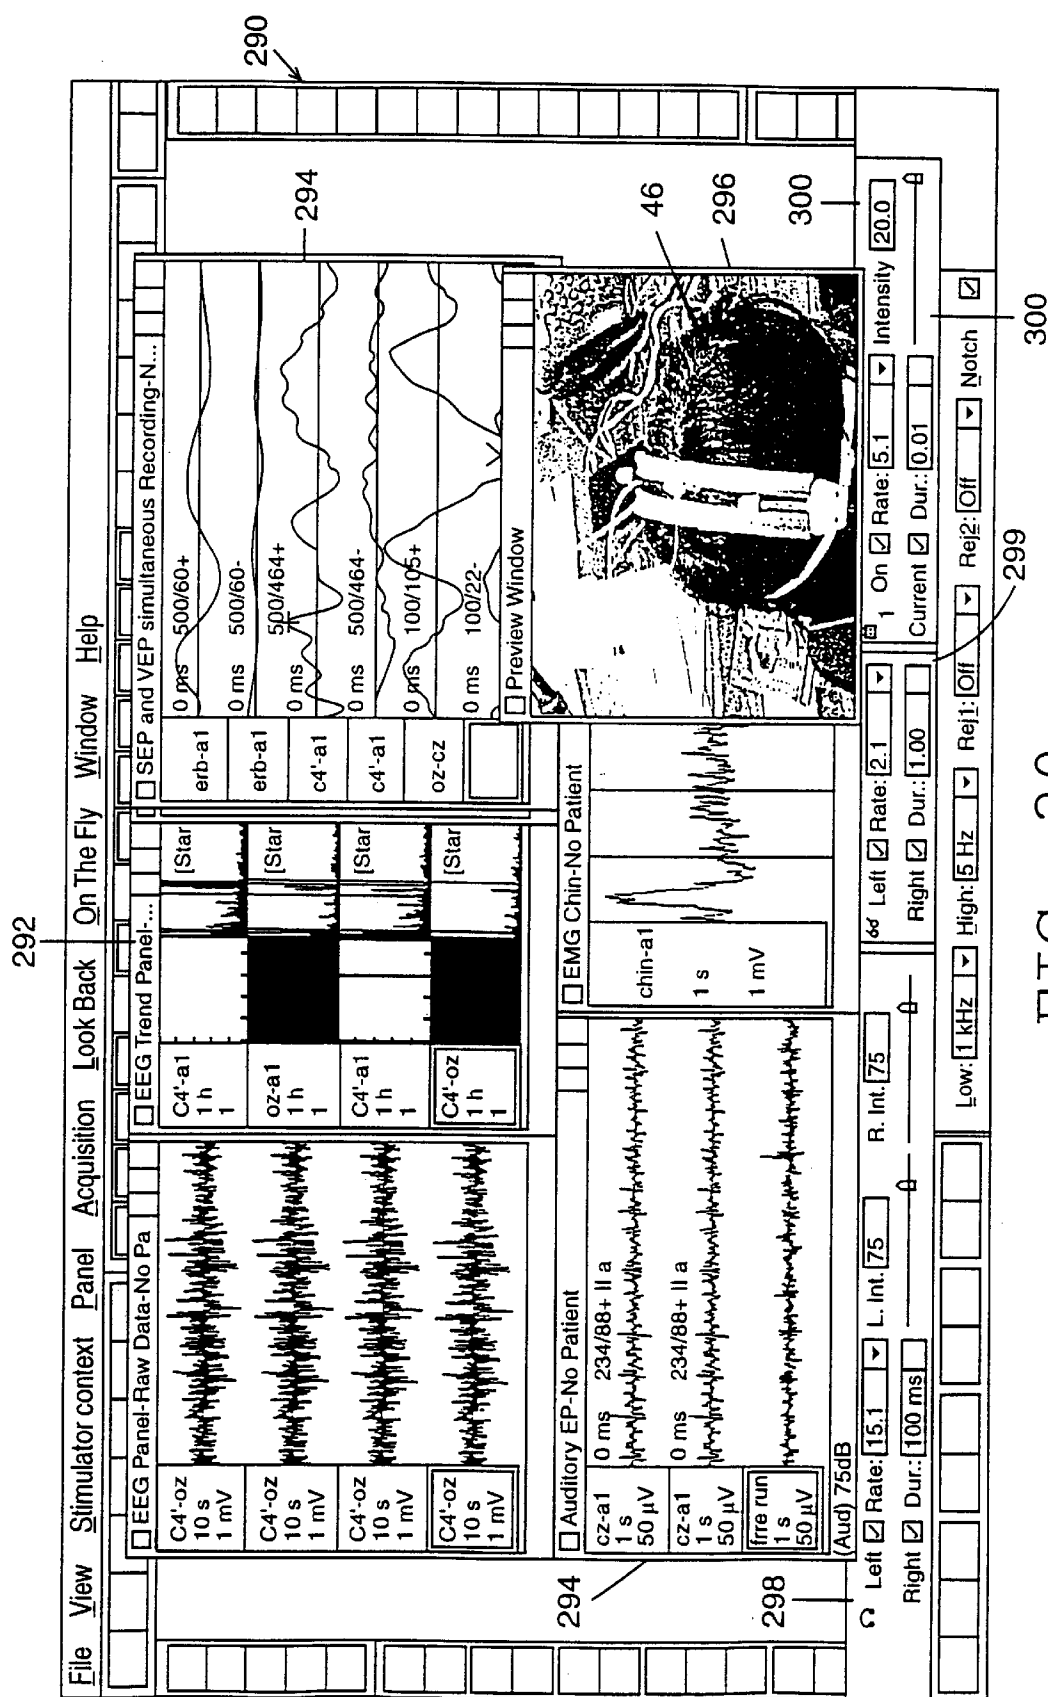 290
File View Stimulator context Panel Acquisition Look Back On The Fly Window Help
292
EEG Panel-Raw Data-No Pa
C4'-oz
10 s
1 mV
C4'-oz
10 s
1 mV
C4'-oz
10 s
1 mV
C4'-oz
10 s
1 mV
EEG Trend Panel-...
C4'-a1
1 h
1
[Star
oz-a1
1 h
1
[Star
C4'-a1
1 h
1
[Star
C4'-oz
1 h
1
[Star
SEP and VEP simultaneous Recording-N...
erb-a1
0 ms 500/60+
erb-a1
0 ms 500/60-
c4'-a1
0 ms 500/464+
c4'-a1
0 ms 500/464-
oz-cz
0 ms 100/105+
0 ms 100/22-
294
Auditory EP-No Patient
cz-a1
1 s
50 µV
0 ms 234/88+ II a
cz-a1
1 s
50 µV
0 ms 234/88+ II a
frre run
1 s
50 µV
(Aud) 75dB
294
EMG Chin-No Patient
chin-a1
1 s
1 mV
Preview Window
46
296
298
Left Rate: 15.1 L. Int. 75 R. Int. 75
Right Dur.: 100 ms
Left Rate: 2.1
Right Dur.: 1.00
299
1 On Rate: 5.1 Intensity 20.0
Current Dur.: 0.01
300
300
Low: 1 kHz High: 5 Hz Rej1: Off Rej2: Off Notch